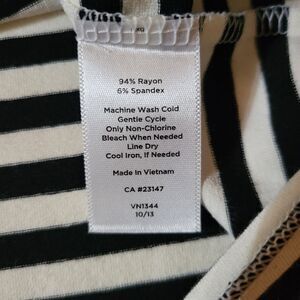 94% Rayon
6% Spandex
Machine Wash Cold
Gentle Cycle
Only Non-Chlorine
Bleach When Needed
Line Dry
Cool Iron, If Needed
Made In Vietnam
CA #23147
VN1344
10/13